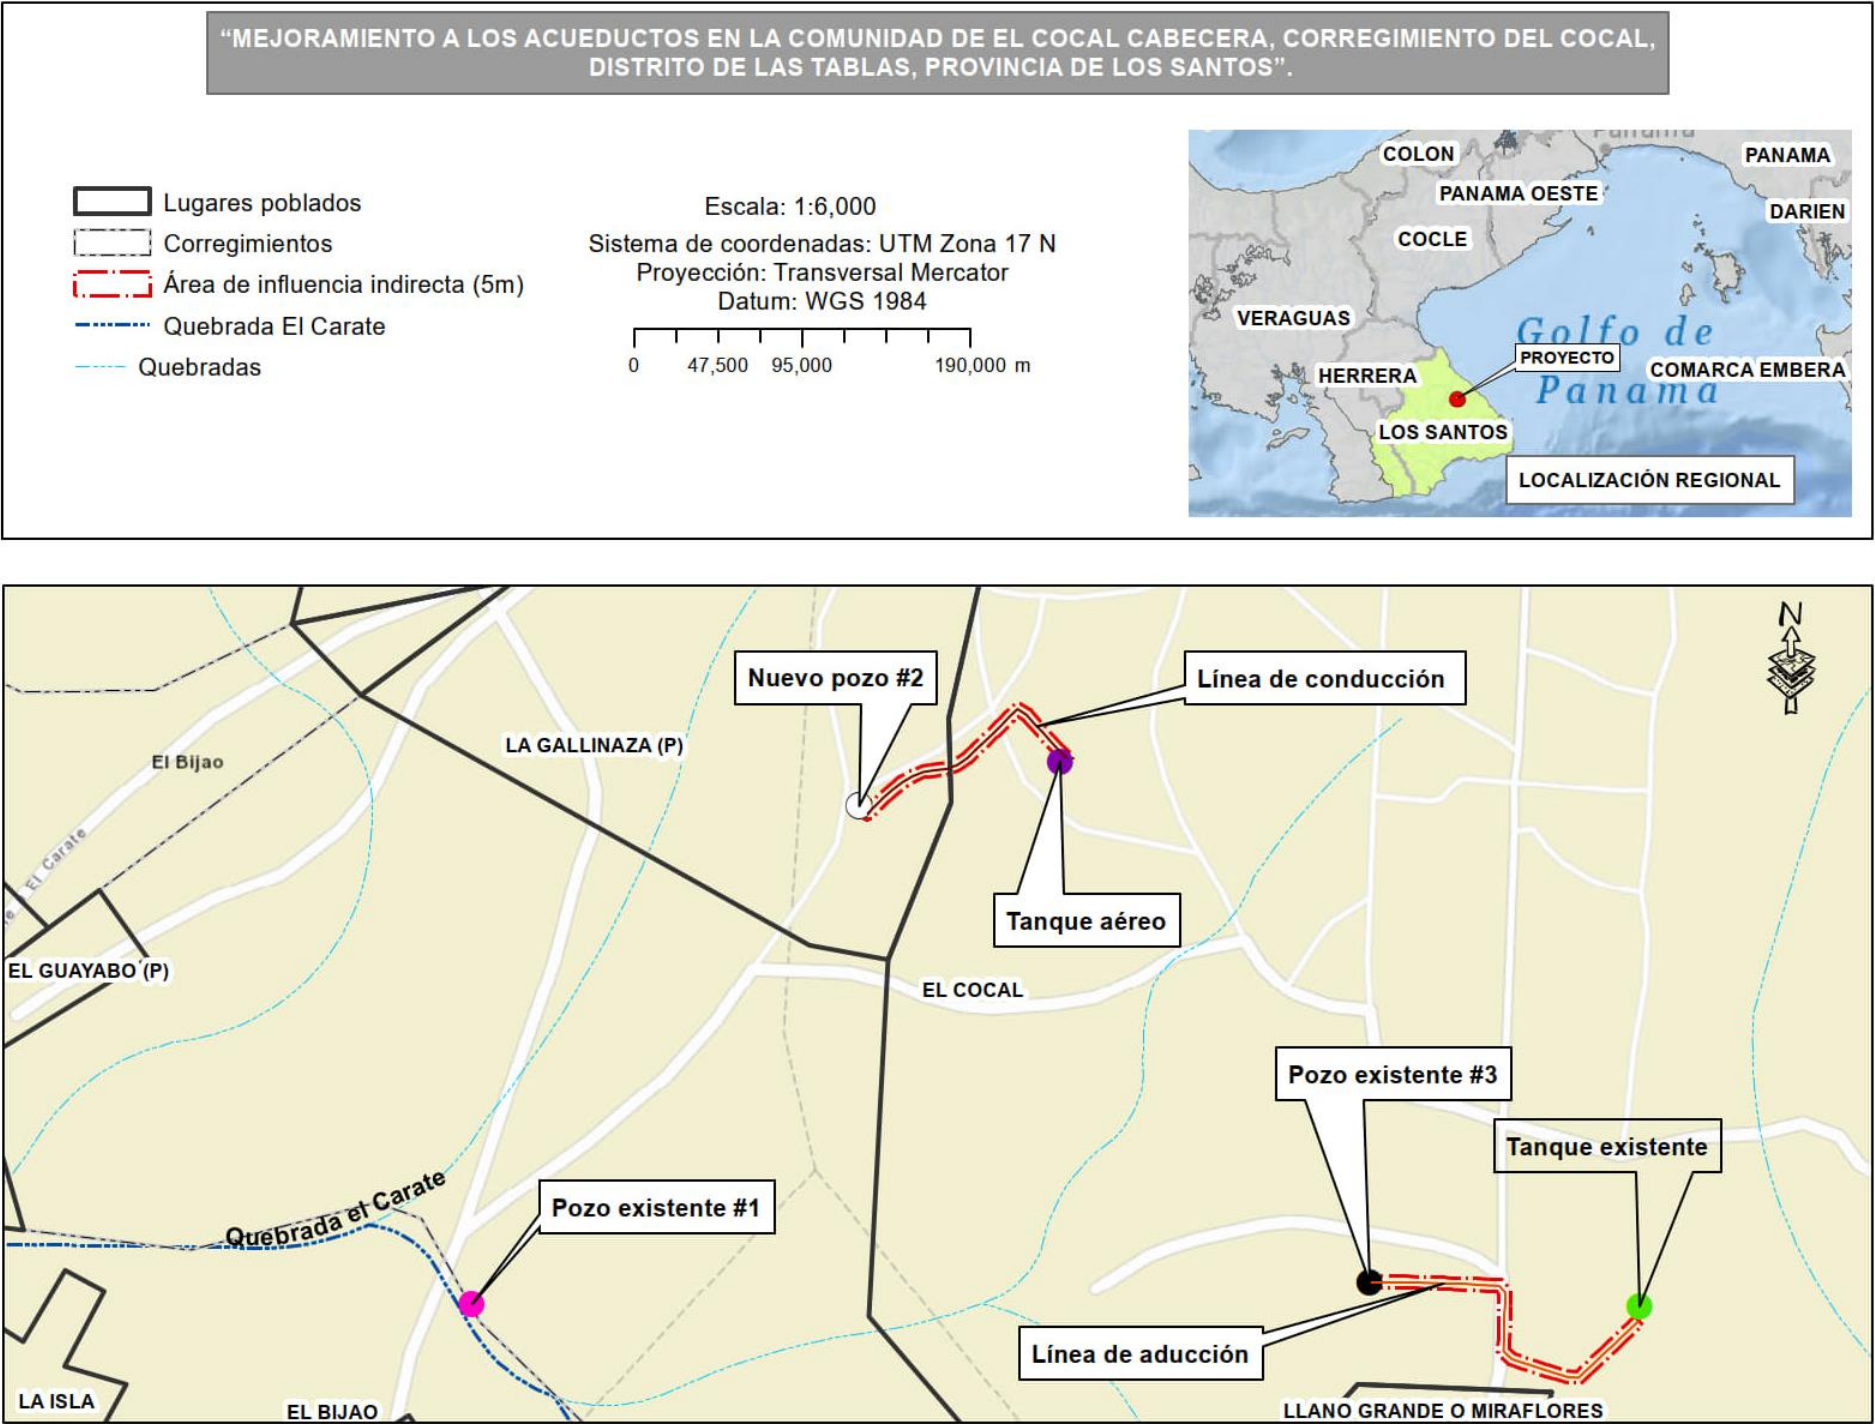 “MEJORAMIENTO A LOS ACUEDUCTOS EN LA COMUNIDAD DE EL COCAL CABECERA, CORREGIMIENTO DEL COCAL,
DISTRITO DE LAS TABLAS, PROVINCIA DE LOS SANTOS”.
Lugares poblados
Corregimientos
Área de influencia indirecta (5m)
Quebrada El Carate
Quebradas
Escala: 1:6,000
Sistema de coordenadas: UTM Zona 17 N
Proyección: Transversal Mercator
Datum: WGS 1984
0 47,500 95,000 190,000 m
Panamá
COLON
PANAMA
PANAMA OESTE
DARIEN
COCLE
VERAGUAS
Golfo de
Panama
PROYECTO
COMARCA EMBERA
HERRERA
LOS SANTOS
LOCALIZACIÓN REGIONAL
N
Nuevo pozo #2
Línea de conducción
LA GALLINAZA (P)
El Bijao
El Carate
Tanque aéreo
EL GUAYABO (P)
EL COCAL
Pozo existente #3
Tanque existente
Quebrada el Carate
Pozo existente #1
Línea de aducción
LA ISLA
EL BIJAO
LLANO GRANDE O MIRAFLORES